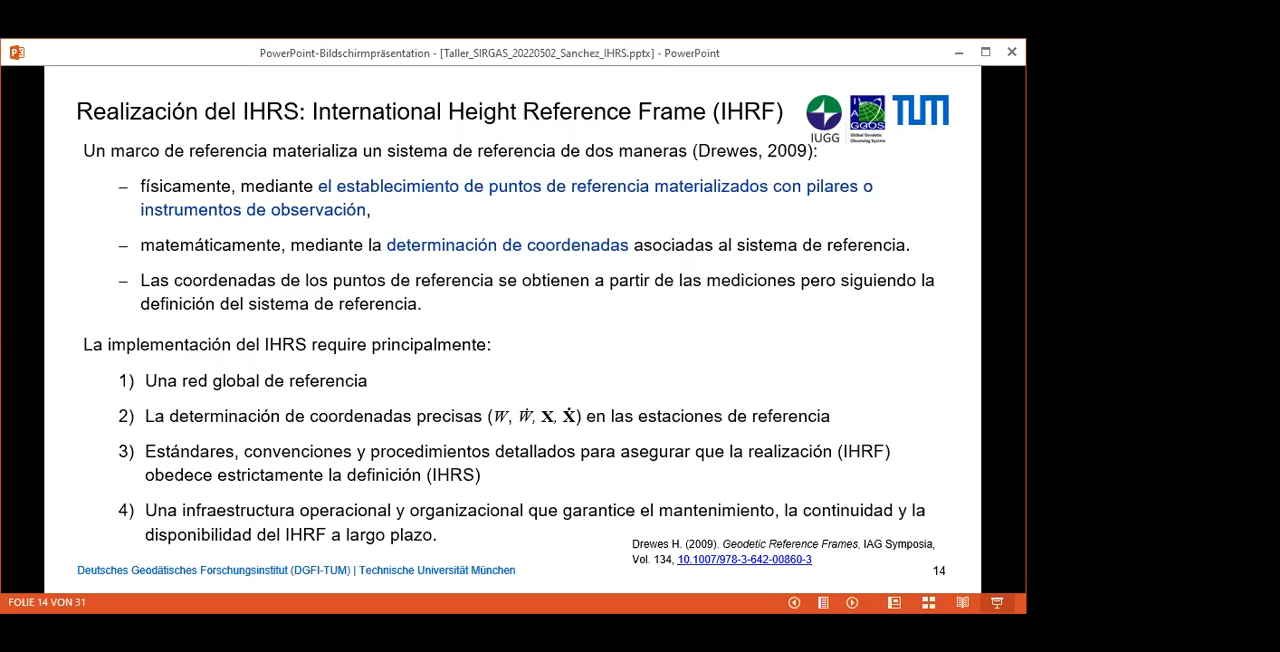 PowerPoint-Bildschirmpräsentation - [Taller_SIRGAS_20220502_Sanchez_IHRS.pptx] - PowerPoint
Realización del IHRS: International Height Reference Frame (IHRF)
IUGG
IAG
GGOS
Global Geodetic
Observing System
TUM
Un marco de referencia materializa un sistema de referencia de dos maneras (Drewes, 2009):
– físicamente, mediante el establecimiento de puntos de referencia materializados con pilares o
instrumentos de observación,
– matemáticamente, mediante la determinación de coordenadas asociadas al sistema de referencia.
– Las coordenadas de los puntos de referencia se obtienen a partir de las mediciones pero siguiendo la
definición del sistema de referencia.
La implementación del IHRS require principalmente:
1) Una red global de referencia
2) La determinación de coordenadas precisas (W, Ẇ, X, Ẋ) en las estaciones de referencia
3) Estándares, convenciones y procedimientos detallados para asegurar que la realización (IHRF)
obedece estrictamente la definición (IHRS)
4) Una infraestructura operacional y organizacional que garantice el mantenimiento, la continuidad y la
disponibilidad del IHRF a largo plazo.
Drewes H. (2009). Geodetic Reference Frames, IAG Symposia,
Vol. 134, 10.1007/978-3-642-00860-3
Deutsches Geodätisches Forschungsinstitut (DGFI-TUM) | Technische Universität München
14
FOLIE 14 VON 31